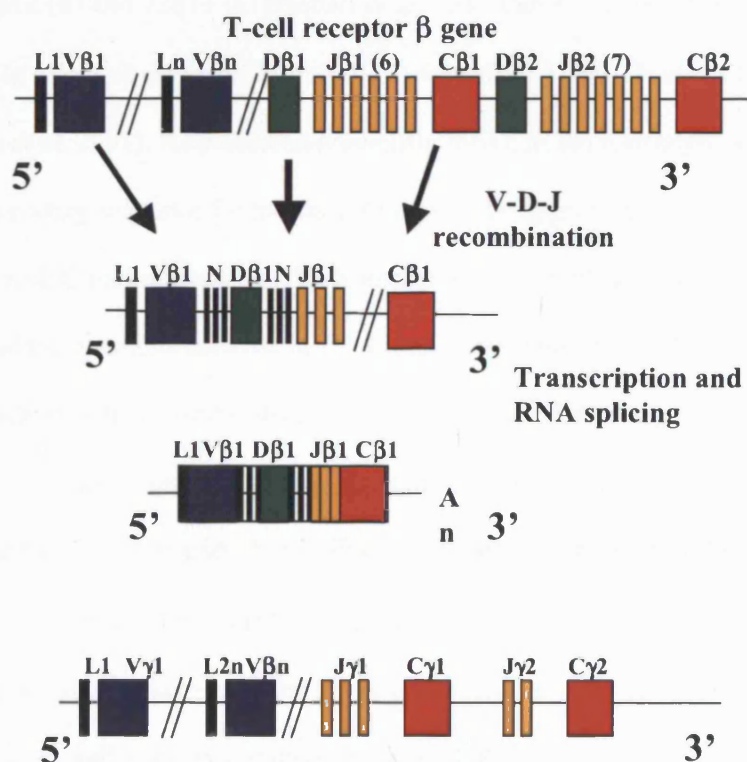 T-cell receptor β gene
L1Vβ1 Ln Vβn Dβ1 Jβ1 (6) Cβ1 Dβ2 Jβ2 (7) Cβ2
5’ 3’
V-D-J
recombination
L1 Vβ1 N Dβ1N Jβ1 Cβ1
5’ 3’
Transcription and
RNA splicing
L1Vβ1 Dβ1 Jβ1 Cβ1
A
n
5’ 3’
L1 Vγ1 L2nVβn Jγ1 Cγ1 Jγ2 Cγ2
5’ 3’